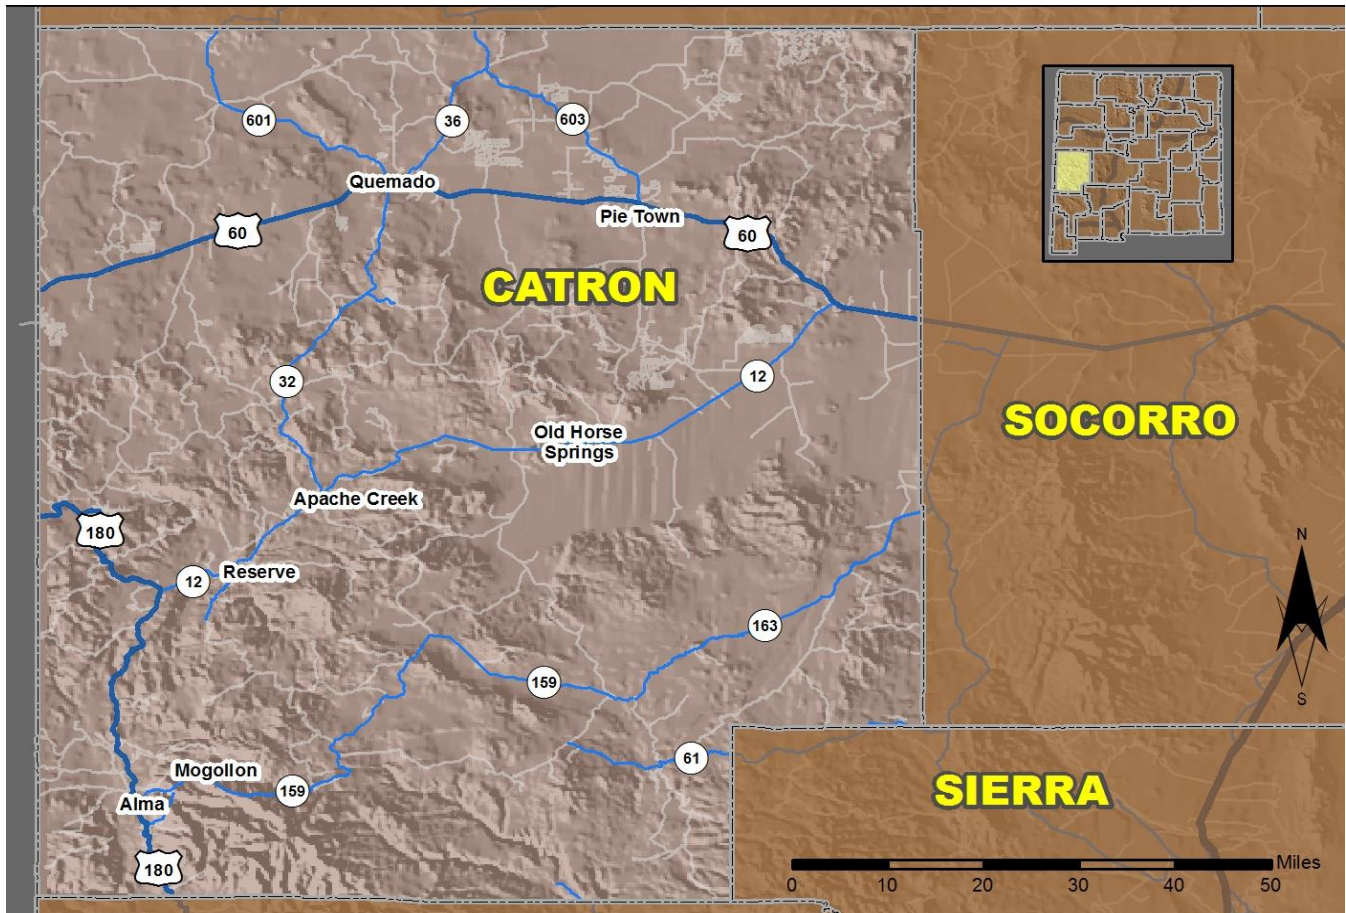 601
36
603
Quemado
60
Pie Town
60
CATRON
32
12
SOCORRO
Old Horse
Springs
Apache Creek
180
N
12
Reserve
163
159
S
61
Mogollon
159
Alma
SIERRA
180
Miles
0 10 20 30 40 50